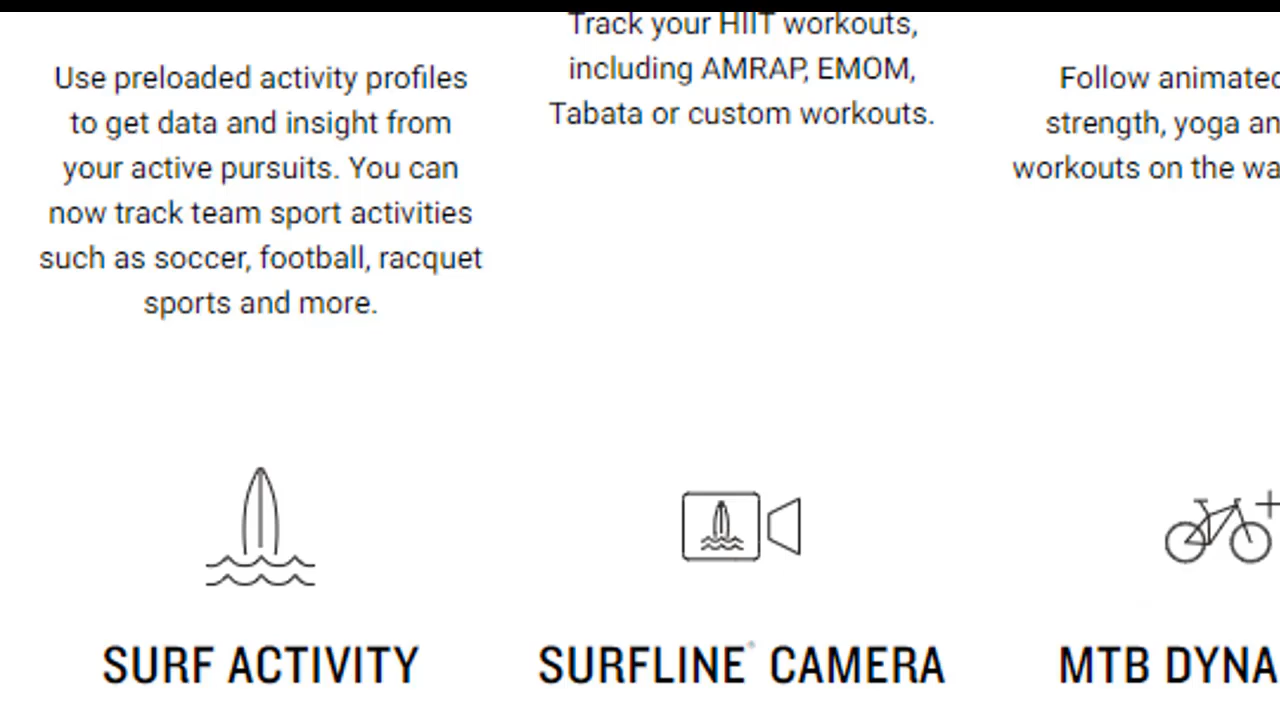 Use preloaded activity profiles
to get data and insight from
your active pursuits. You can
now track team sport activities
such as soccer, football, racquet
sports and more.
Track your HIIT workouts,
including AMRAP, EMOM,
Tabata or custom workouts.
Follow animated
strength, yoga an
workouts on the wa
SURF ACTIVITY
SURFLINE® CAMERA
MTB DYNA